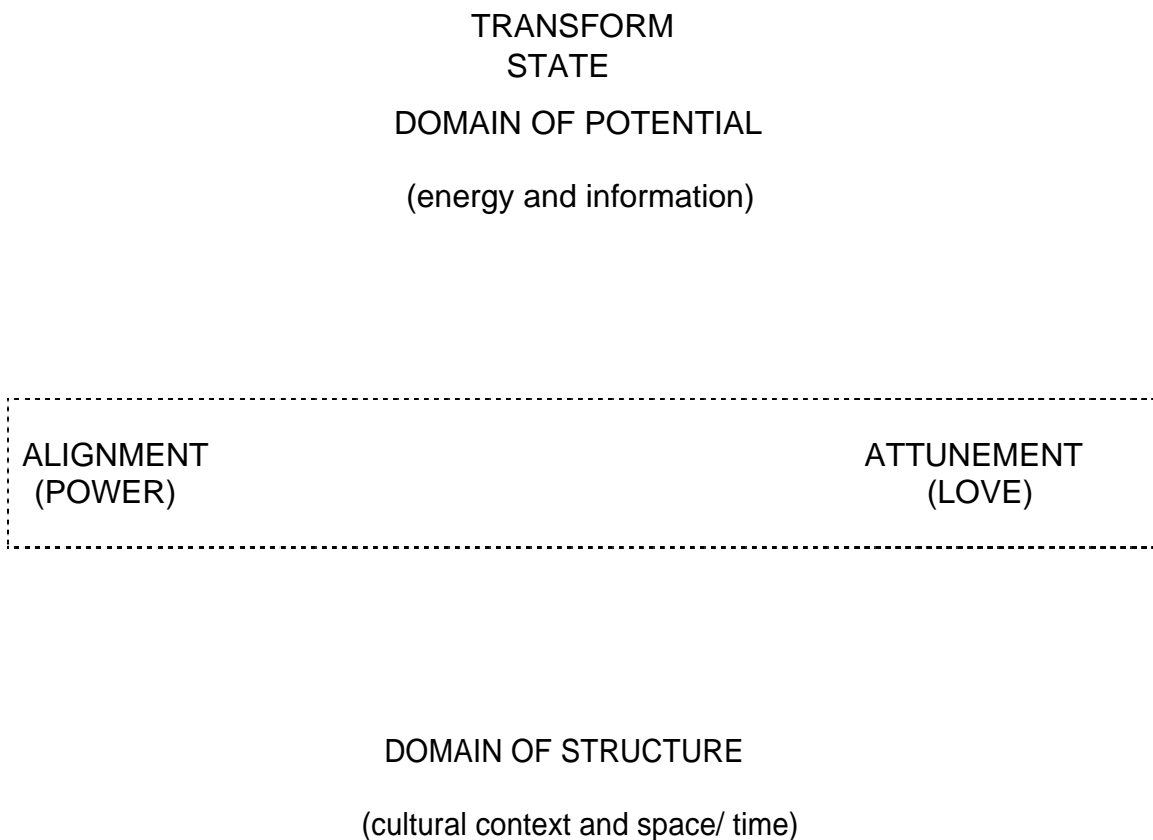 TRANSFORM
STATE
DOMAIN OF POTENTIAL
(energy and information)
ALIGNMENT ATTUNEMENT
(POWER) (LOVE)
DOMAIN OF STRUCTURE
(cultural context and space/ time)